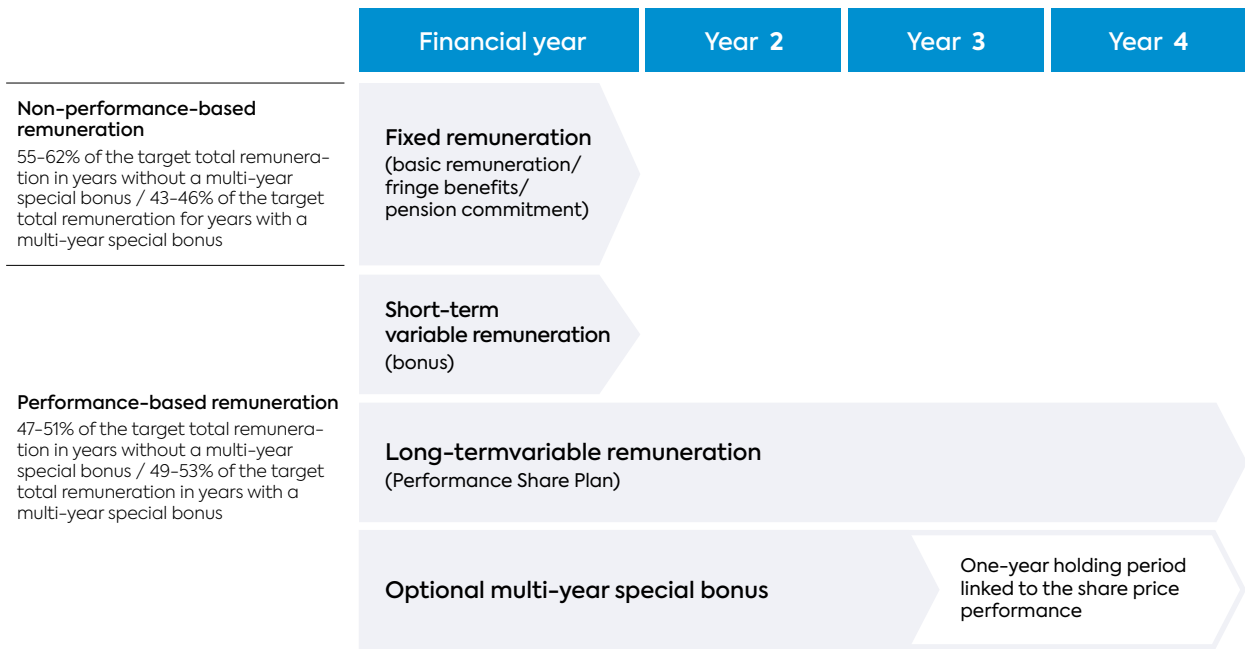 Financial year
Year 2
Year 3
Year 4
Non-performance-based
remuneration
55-62% of the target total remunera-
tion in years without a multi-year
special bonus / 43-46% of the target
total remuneration for years with a
multi-year special bonus
Fixed remuneration
(basic remuneration/
fringe benefits/
pension commitment)
Short-term
variable remuneration
(bonus)
Performance-based remuneration
47-51% of the target total remunera-
tion in years without a multi-year
special bonus / 49-53% of the target
total remuneration in years with a
multi-year special bonus
Long-termvariable remuneration
(Performance Share Plan)
Optional multi-year special bonus
One-year holding period
linked to the share price
performance